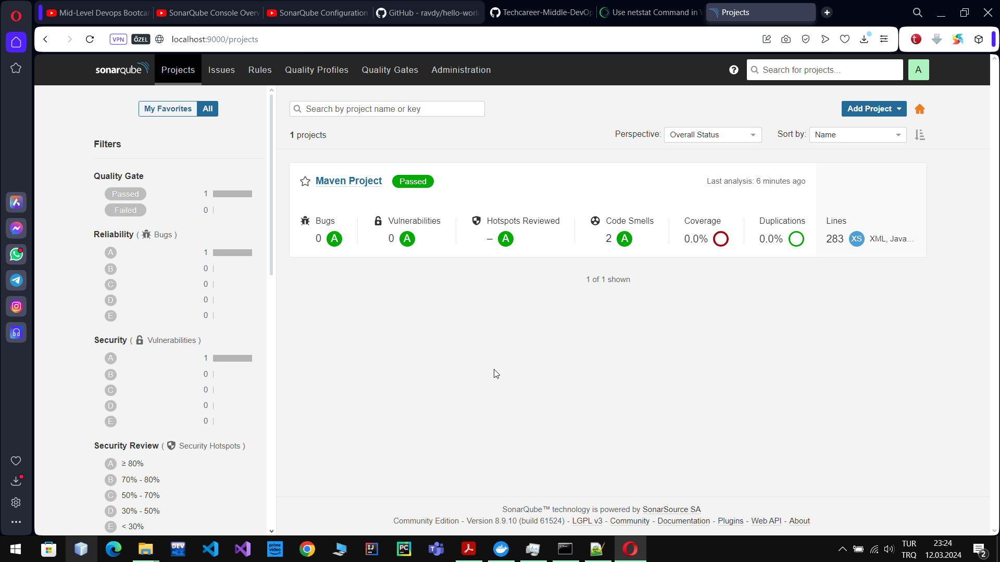 Mid-Level Devops Bootcar
SonarQube Console Overv
SonarQube Configuration
GitHub - ravdy/hello-worl
Techcareer-Middle-DevOp
Use netstat Command in
Projects
VPN
ÖZEL
localhost:9000/projects
sonarqube
Projects
Issues
Rules
Quality Profiles
Quality Gates
Administration
Search for projects...
A
My Favorites
All
Search by project name or key
Add Project
1 projects
Perspective:
Overall Status
Sort by:
Name
Filters
Quality Gate
Passed 1
Failed 0
Reliability ( Bugs )
A 1
B 0
C 0
D 0
E 0
Security ( Vulnerabilities )
A 1
B 0
C 0
D 0
E 0
Security Review ( Security Hotspots )
A ≥ 80%
B 70% - 80%
C 50% - 70%
D 30% - 50%
E < 30%
Maven Project
Passed
Last analysis: 6 minutes ago
Bugs
0 A
Vulnerabilities
0 A
Hotspots Reviewed
– A
Code Smells
2 A
Coverage
0.0%
Duplications
0.0%
Lines
283 XS XML, Java...
1 of 1 shown
SonarQube™ technology is powered by SonarSource SA
Community Edition - Version 8.9.10 (build 61524) - LGPL v3 - Community - Documentation - Plugins - Web API - About
DEV
C++
prime
video
IJ
PC
T
TUR
TRQ
23:24
12.03.2024
2